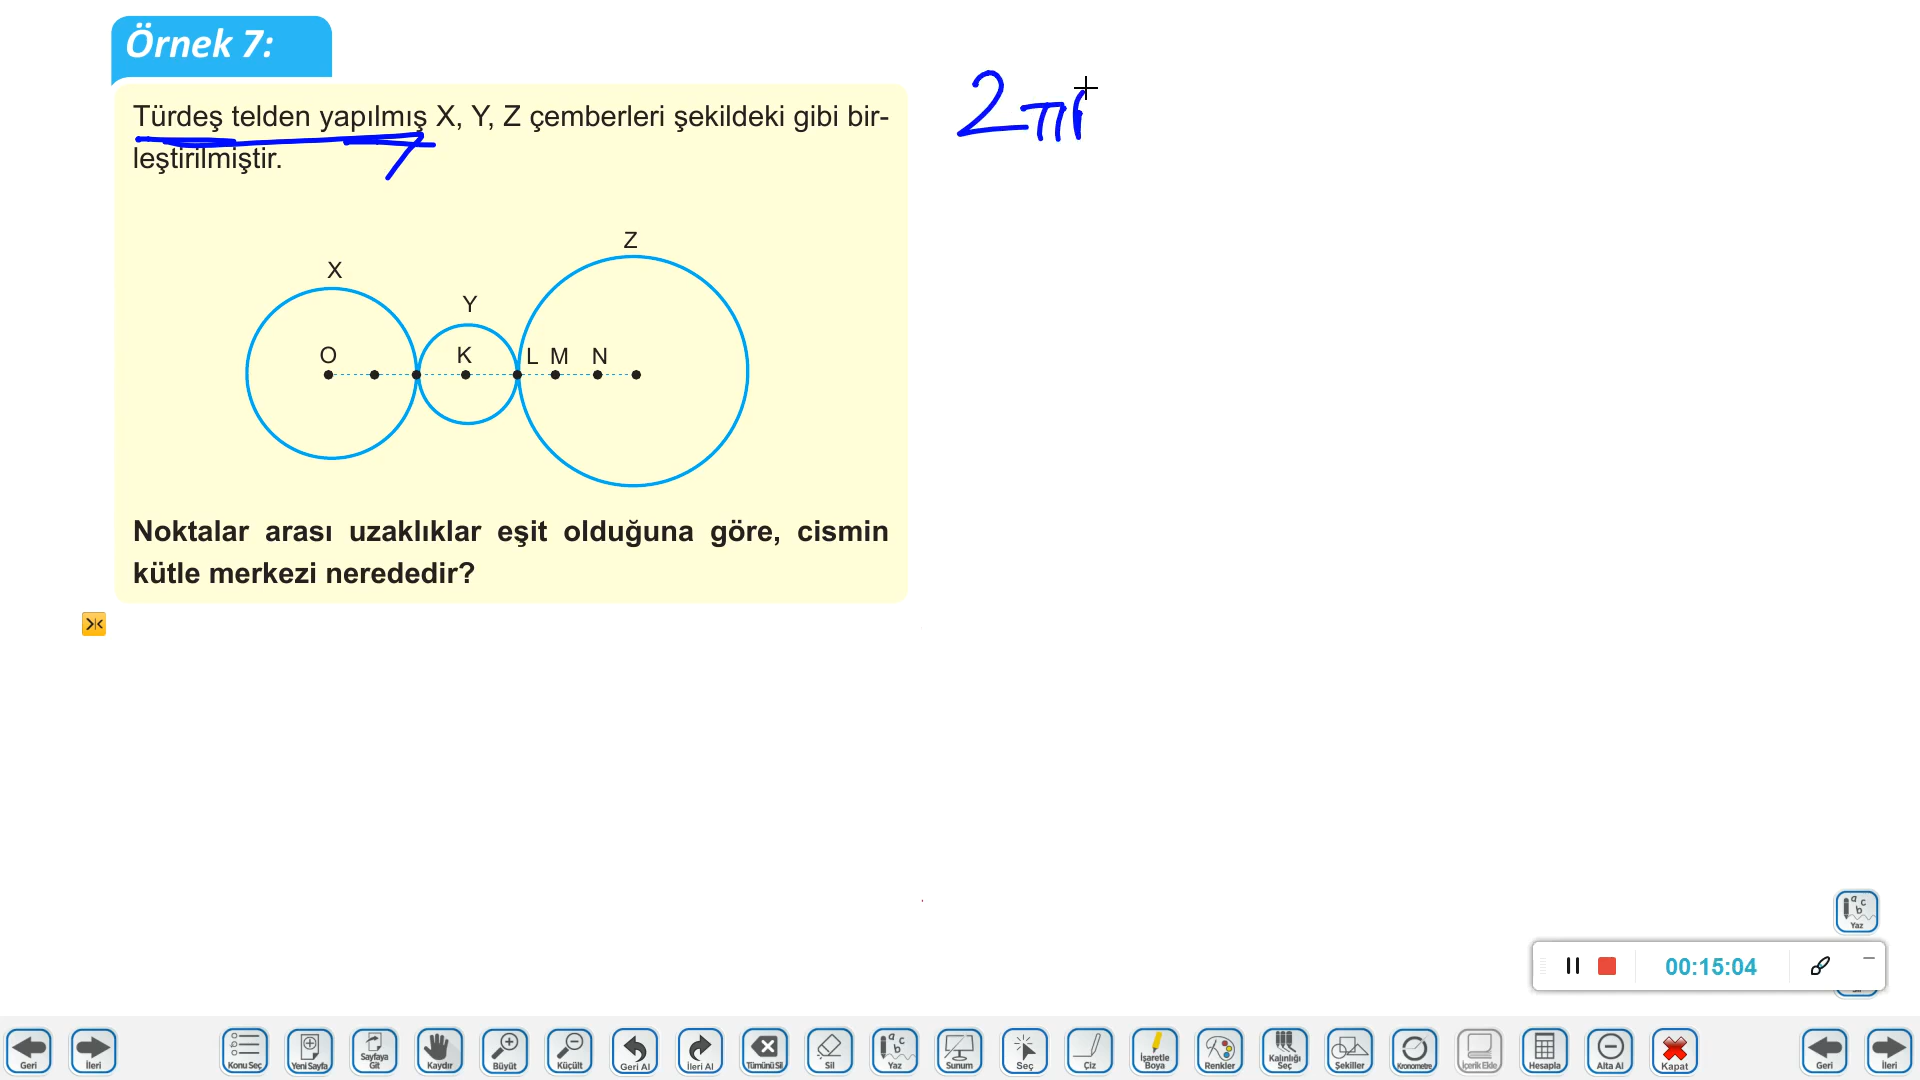 Örnek 7:
Türdeş telden yapılmış X, Y, Z çemberleri şekildeki gibi bir-
leştirilmiştir.
2πr
Z
X
Y
O K L M N
Noktalar arası uzaklıklar eşit olduğuna göre, cismin
kütle merkezi nerededir?
a b c
Yaz
00:15:04
Geri İleri Konu Seç Yeni Sayfa Sayfaya Git Kaydır Büyüt Küçült Geri Al İleri Al Tümünü Sil Sil Yaz Sunum Seç Çiz İşaretle Boya Renkler Kalınlığı Seç Şekiller Kronometre İçerik Ekle Hesapla Alta Al Kapat Geri İleri